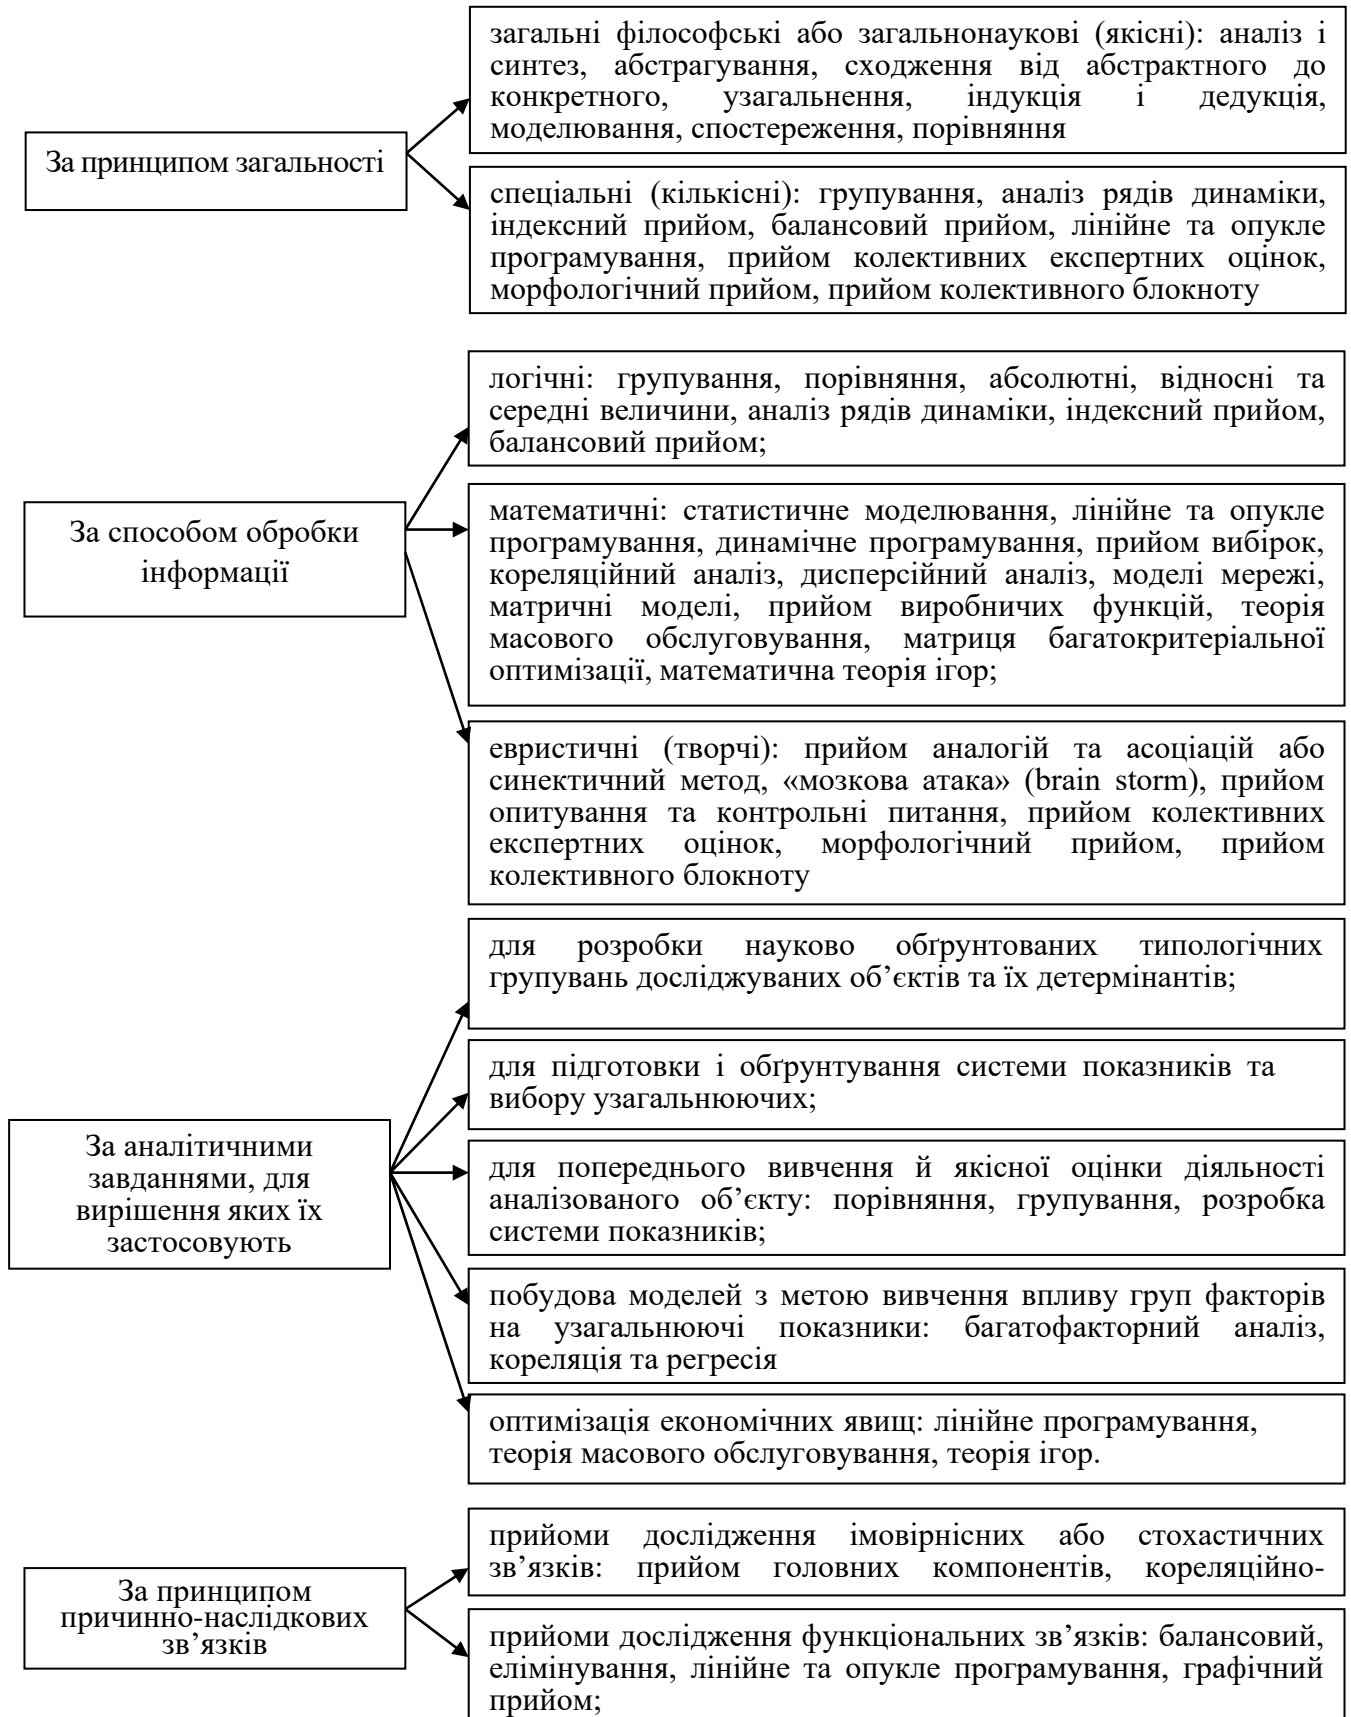 загальні філософські або загальнонаукові (якісні): аналіз і
синтез, абстрагування, сходження від абстрактного до
конкретного, узагальнення, індукція і дедукція,
моделювання, спостереження, порівняння
За принципом загальності
спеціальні (кількісні): групування, аналіз рядів динаміки,
індексний прийом, балансовий прийом, лінійне та опукле
програмування, прийом колективних експертних оцінок,
морфологічний прийом, прийом колективного блокноту
логічні: групування, порівняння, абсолютні, відносні та
середні величини, аналіз рядів динаміки, індексний прийом,
балансовий прийом;
За способом обробки
інформації
математичні: статистичне моделювання, лінійне та опукле
програмування, динамічне програмування, прийом вибірок,
кореляційний аналіз, дисперсійний аналіз, моделі мережі,
матричні моделі, прийом виробничих функцій, теорія
масового обслуговування, матриця багатокритеріальної
оптимізації, математична теорія ігор;
евристичні (творчі): прийом аналогій та асоціацій або
синектичний метод, «мозкова атака» (brain storm), прийом
опитування та контрольні питання, прийом колективних
експертних оцінок, морфологічний прийом, прийом
колективного блокноту
для розробки науково обґрунтованих типологічних
групувань досліджуваних об’єктів та їх детермінантів;
для підготовки і обґрунтування системи показників та
вибору узагальнюючих;
За аналітичними
завданнями, для
вирішення яких їх
застосовують
для попереднього вивчення й якісної оцінки діяльності
аналізованого об’єкту: порівняння, групування, розробка
системи показників;
побудова моделей з метою вивчення впливу груп факторів
на узагальнюючі показники: багатофакторний аналіз,
кореляція та регресія
оптимізація економічних явищ: лінійне програмування,
теорія масового обслуговування, теорія ігор.
прийоми дослідження імовірнісних або стохастичних
зв’язків: прийом головних компонентів, кореляційно-
За принципом
причинно-наслідкових
зв’язків
прийоми дослідження функціональних зв’язків: балансовий,
елімінування, лінійне та опукле програмування, графічний
прийом;